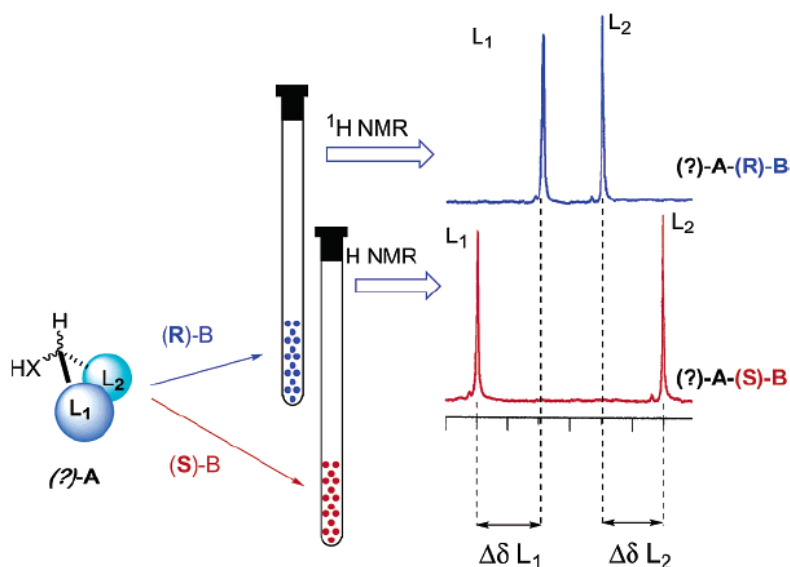 L₁
L₂
¹H NMR
(?)-A-(R)-B
L₁
L₂
H NMR
H
(R)-B
HX
L₂
L₁
(?)-A-(S)-B
(?)-A
(S)-B
Δδ L₁
Δδ L₂